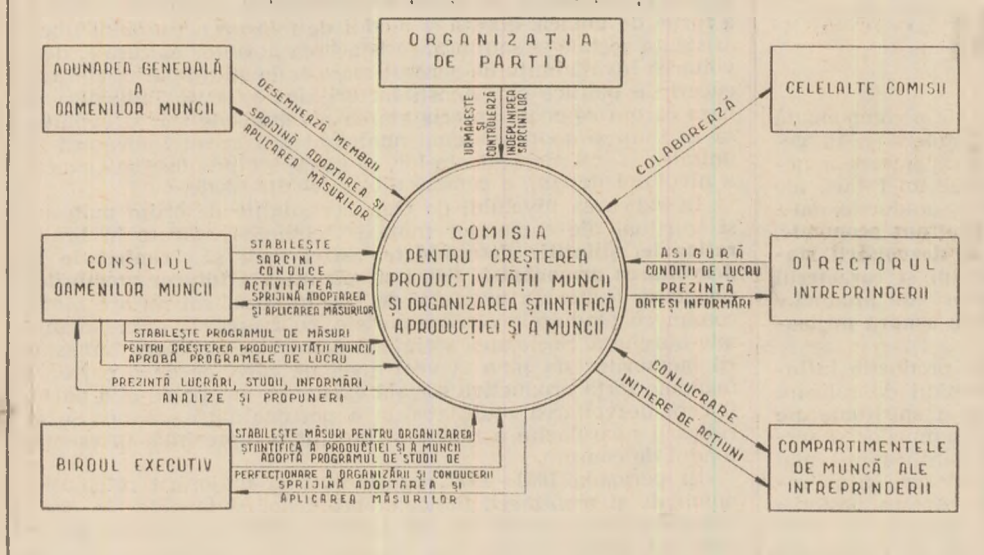 ORGANIZAȚIA
DE PARTID
ADUNAREA GENERALĂ
A
OAMENILOR MUNCII
CELELALTE COMISII
DESEMNEAZĂ MEMBRII
SPRIJINĂ ADOPTAREA ȘI
APLICAREA MĂSURILOR
URMĂREȘTE
ȘI
CONTROLEAZĂ
INDEPLINIREA
SARCINILOR
COLABOREAZĂ
COMISIA
PENTRU CREȘTEREA
PRODUCTIVITĂȚII MUNCII
ȘI ORGANIZAREA ȘTIINȚIFICĂ
A PRODUCȚIEI ȘI A MUNCII
CONSILIUL
OAMENILOR MUNCII
STABILEȘTE
SARCINI
CONDUCE
ACTIVITATEA
SPRIJINĂ ADOPTAREA
ȘI APLICAREA MĂSURILOR
ASIGURĂ
CONDIȚII DE LUCRU
PREZINTĂ
DATE ȘI INFORMĂRI
DIRECTORUL
INTREPRINDERII
STABILEȘTE PROGRAMUL DE MĂSURI
PENTRU CREȘTEREA PRODUCTIVITĂȚII MUNCII,
APROBĂ PROGRAMELE DE LUCRU
PREZINTĂ LUCRĂRI, STUDII, INFORMĂRI,
ANALIZE ȘI PROPUNERI
CONLUCRARE
INIȚIERE DE ACȚIUNI
BIROUL EXECUTIV
STABILEȘTE MĂSURI PENTRU ORGANIZAREA
ȘTIINȚIFICĂ A PRODUCȚIEI ȘI A MUNCII
ADOPTĂ PROGRAMUL DE STUDII DE
PERFECȚIONARE A ORGANIZĂRII ȘI CONDUCERII
SPRIJINĂ ADOPTAREA ȘI
APLICAREA MĂSURILOR
COMPARTIMENTELE
DE MUNCĂ ALE
INTREPRINDERII